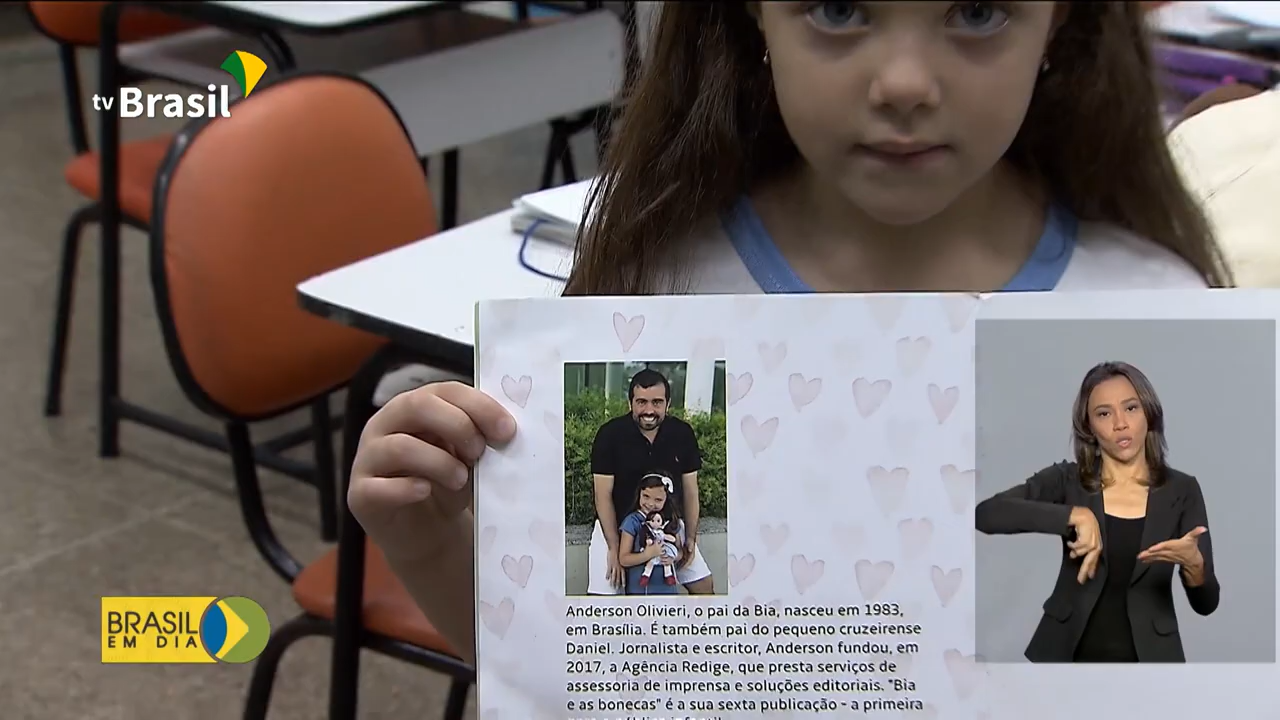 tv Brasil
Anderson Olivieri, o pai da Bia, nasceu em 1983,
em Brasília. É também pai do pequeno cruzeirense
Daniel. Jornalista e escritor, Anderson fundou, em
2017, a Agência Redige, que presta serviços de
assessoria de imprensa e soluções editoriais. "Bia
e as bonecas" é a sua sexta publicação - a primeira
BRASIL
EM DIA